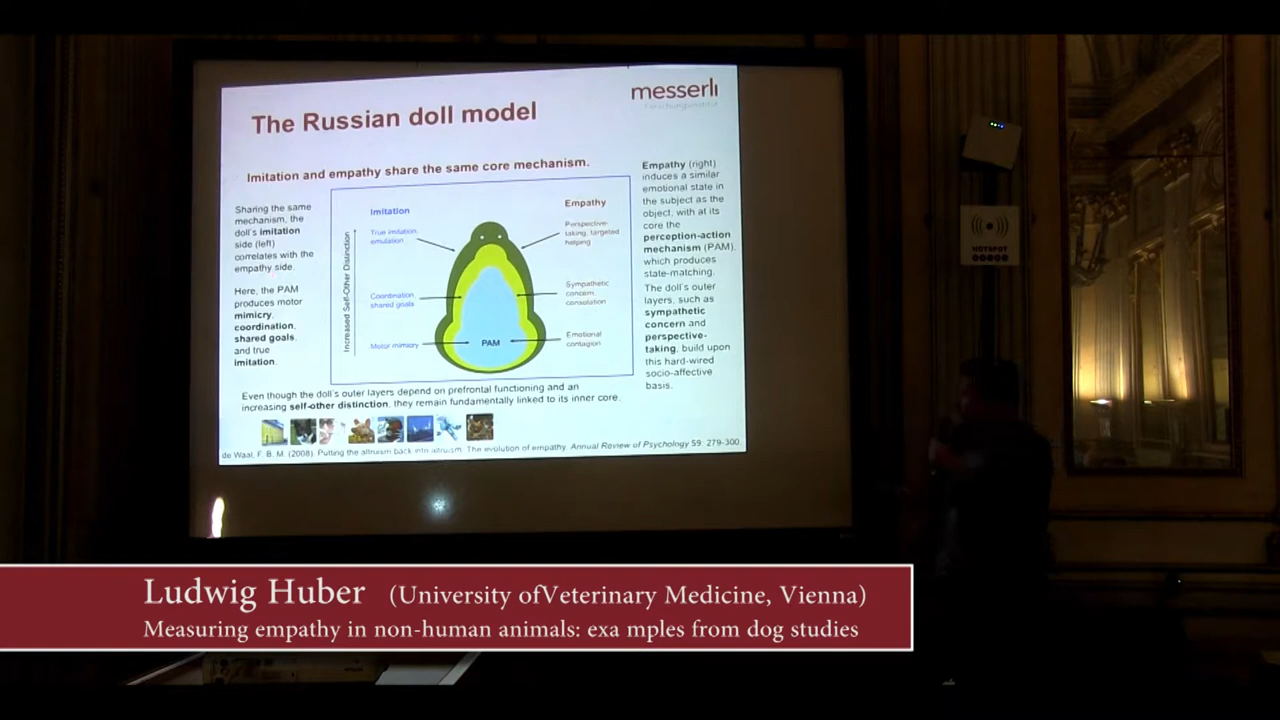 messerli
Forschungsinstitut
The Russian doll model
Imitation and empathy share the same core mechanism.
Sharing the same
mechanism, the
doll's imitation
side (left)
correlates with the
empathy side.
Here, the PAM
produces motor
mimicry,
coordination,
shared goals,
and true
imitation.
Increased Self-Other Distinction
Imitation
True imitation,
emulation
Coordination,
shared goals
Motor mimicry
PAM
Empathy
Perspective-
taking, targeted
helping
Sympathetic
concern,
consolation
Emotional
contagion
Empathy (right)
induces a similar
emotional state in
the subject as the
object, with at its
core the
perception-action
mechanism (PAM),
which produces
state-matching.
The doll's outer
layers, such as
sympathetic
concern and
perspective-
taking, build upon
this hard-wired
socio-affective
basis.
Even though the doll's outer layers depend on prefrontal functioning and an
increasing self-other distinction, they remain fundamentally linked to its inner core.
de Waal, F. B. M. (2008). Putting the altruism back into altruism: The evolution of empathy. Annual Review of Psychology 59: 279-300.
HOTSPOT
Ludwig Huber (University ofVeterinary Medicine, Vienna)
Measuring empathy in non-human animals: exa mples from dog studies